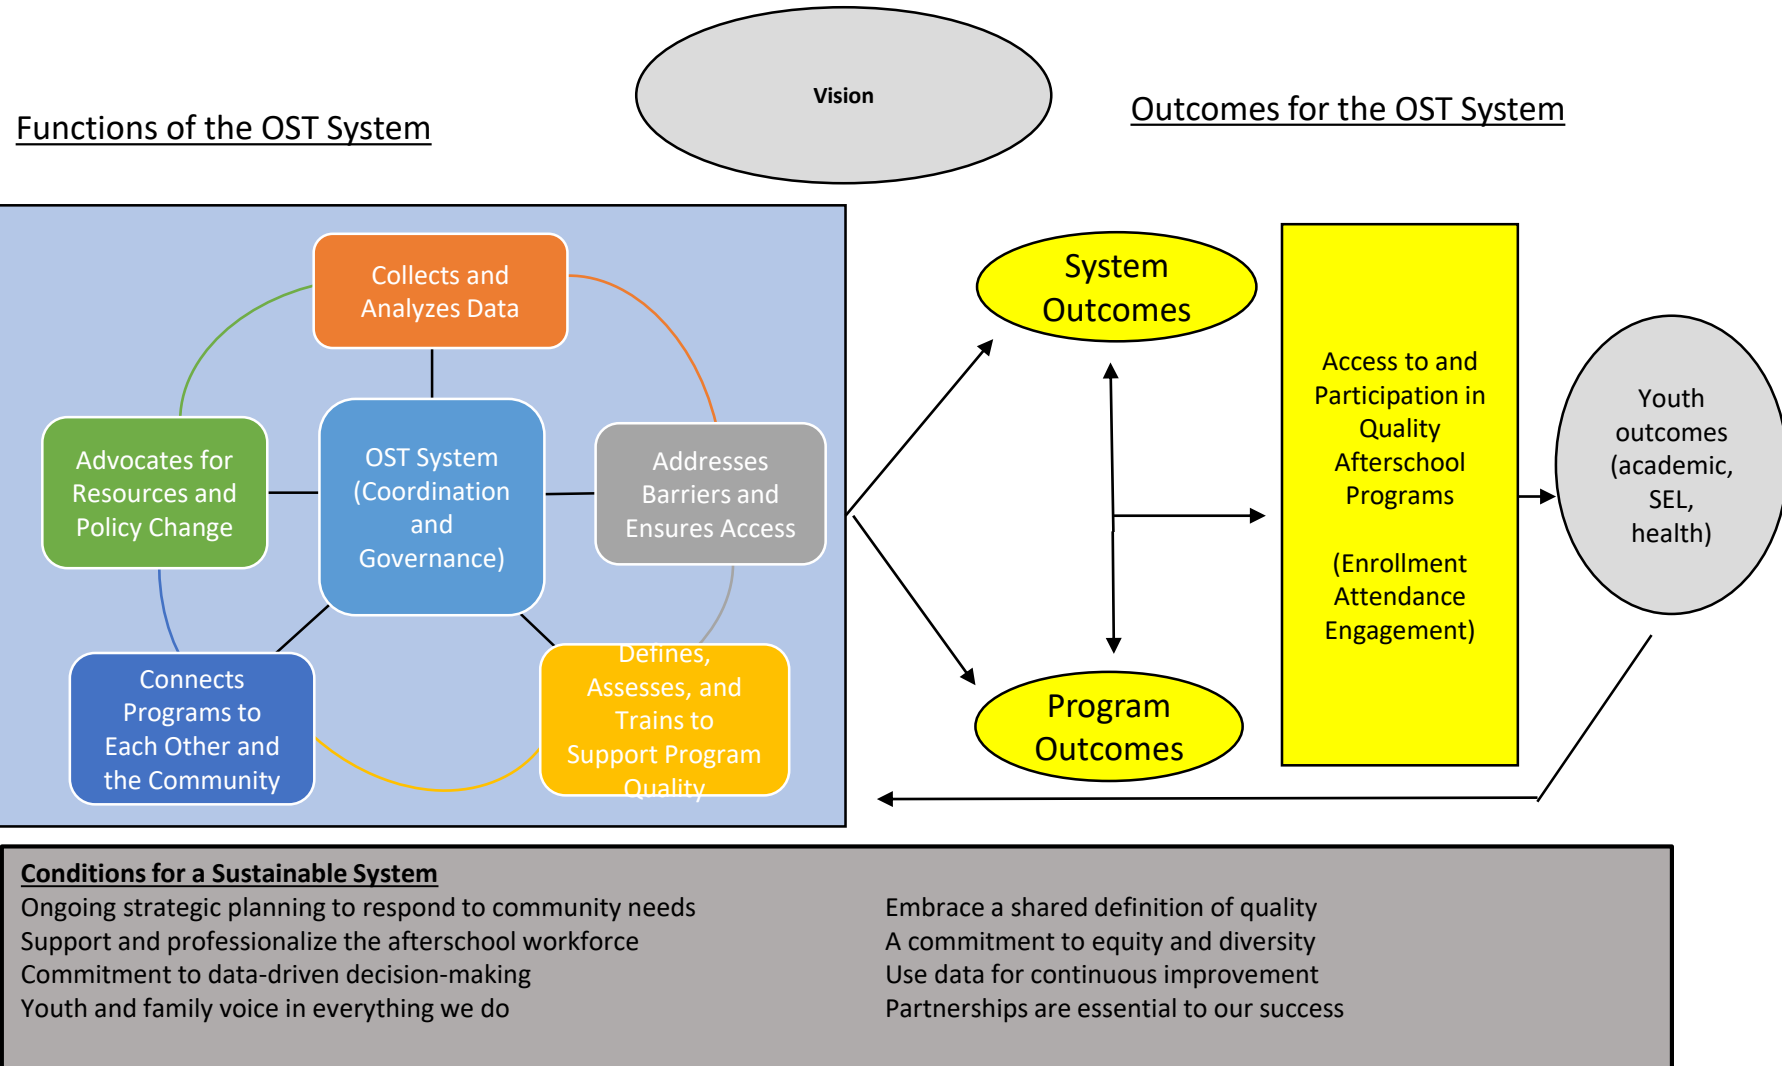 Vision
Functions of the OST System
Outcomes for the OST System
Collects and
Analyzes Data
Advocates for
Resources and
Policy Change
OST System
(Coordination
and
Governance)
Addresses
Barriers and
Ensures Access
Connects
Programs to
Each Other and
the Community
Defines,
Assesses, and
Trains to
Support Program
Quality
System
Outcomes
Program
Outcomes
Access to and
Participation in
Quality
Afterschool
Programs
(Enrollment
Attendance
Engagement)
Youth
outcomes
(academic,
SEL,
health)
Conditions for a Sustainable System
Ongoing strategic planning to respond to community needs
Support and professionalize the afterschool workforce
Commitment to data-driven decision-making
Youth and family voice in everything we do
Embrace a shared definition of quality
A commitment to equity and diversity
Use data for continuous improvement
Partnerships are essential to our success